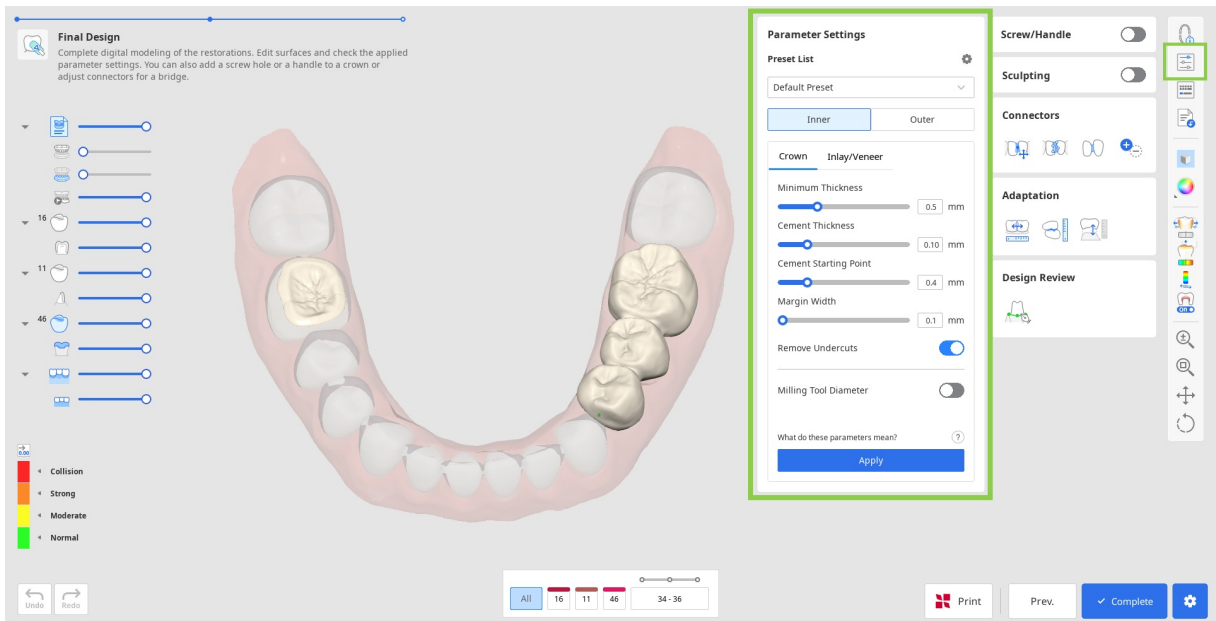 Final Design
Complete digital modeling of the restorations. Edit surfaces and check the applied
parameter settings. You can also add a screw hole or a handle to a crown or
adjust connectors for a bridge.
16
11
46
0.00
Collision
Strong
Moderate
Normal
Undo
Redo
All
16
11
46
34 - 36
Parameter Settings
Preset List
Default Preset
Inner
Outer
Crown
Inlay/Veneer
Minimum Thickness
0.5 mm
Cement Thickness
0.10 mm
Cement Starting Point
0.4 mm
Margin Width
0.1 mm
Remove Undercuts
Milling Tool Diameter
What do these parameters mean?
?
Apply
Screw/Handle
Sculpting
Connectors
Adaptation
Design Review
ON
Print
Prev.
Complete